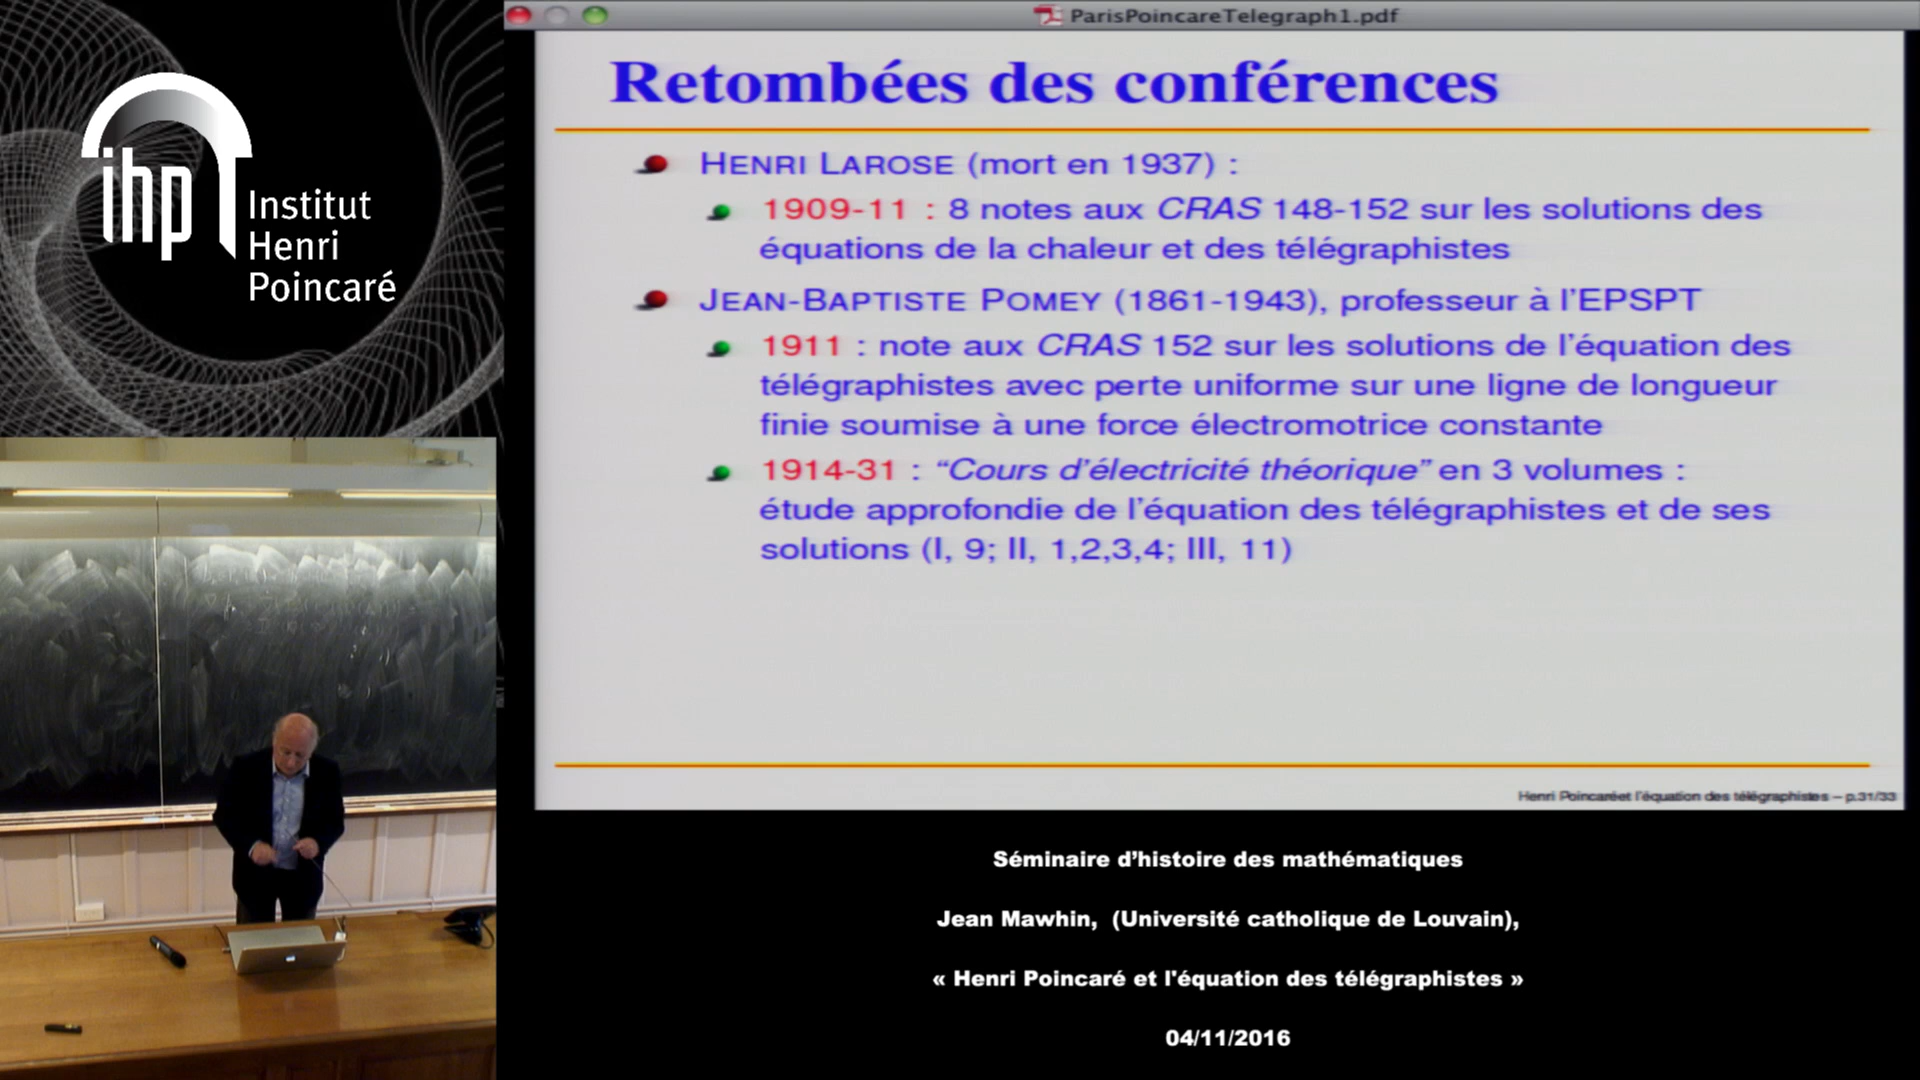 ihp
Institut
Henri
Poincaré
ParisPoincareTelegraph1.pdf
Retombées des conférences
HENRI LAROSE (mort en 1937) :
1909-11 : 8 notes aux CRAS 148-152 sur les solutions des
équations de la chaleur et des télégraphistes
JEAN-BAPTISTE POMEY (1861-1943), professeur à l'EPSPT
1911 : note aux CRAS 152 sur les solutions de l'équation des
télégraphistes avec perte uniforme sur une ligne de longueur
finie soumise à une force électromotrice constante
1914-31 : “Cours d'électricité théorique” en 3 volumes :
étude approfondie de l'équation des télégraphistes et de ses
solutions (I, 9; II, 1,2,3,4; III, 11)
Henri Poincaréet l'équation des télégraphistes – p.31/33
Séminaire d’histoire des mathématiques
Jean Mawhin, (Université catholique de Louvain),
« Henri Poincaré et l'équation des télégraphistes »
04/11/2016